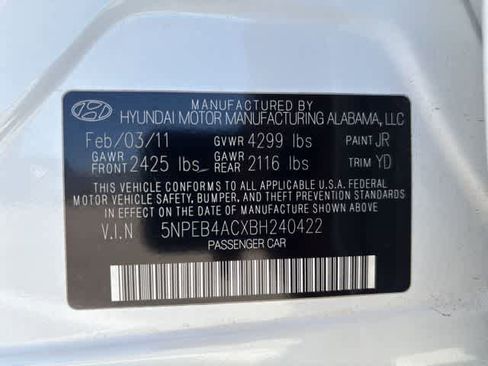 MANUFACTURED BY
HYUNDAI MOTOR MANUFACTURING ALABAMA, LLC
Feb/03/11 GVWR 4299 lbs PAINT JR
GAWR FRONT 2425 lbs GAWR REAR 2116 lbs TRIM YD
THIS VEHICLE CONFORMS TO ALL APPLICABLE U.S.A. FEDERAL
MOTOR VEHICLE SAFETY, BUMPER, AND THEFT PREVENTION STANDARDS
IN EFFECT ON THE DATE OF MANUFACTURE SHOWN ABOVE.
V.I.N 5NPEB4ACXBH240422
PASSENGER CAR